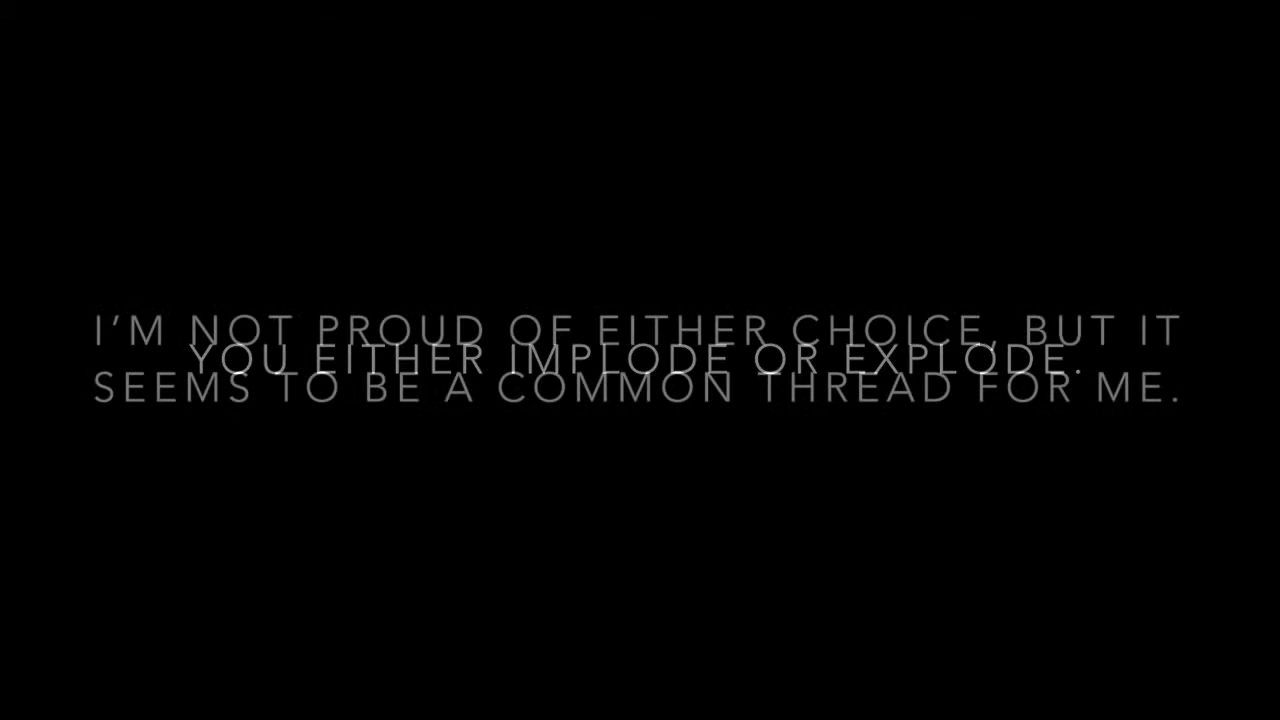 I'M NOT PROUD OF EITHER CHOICE, BUT IT
YOU EITHER IMPLODE OR EXPLODE.
SEEMS TO BE A COMMON THREAD FOR ME.